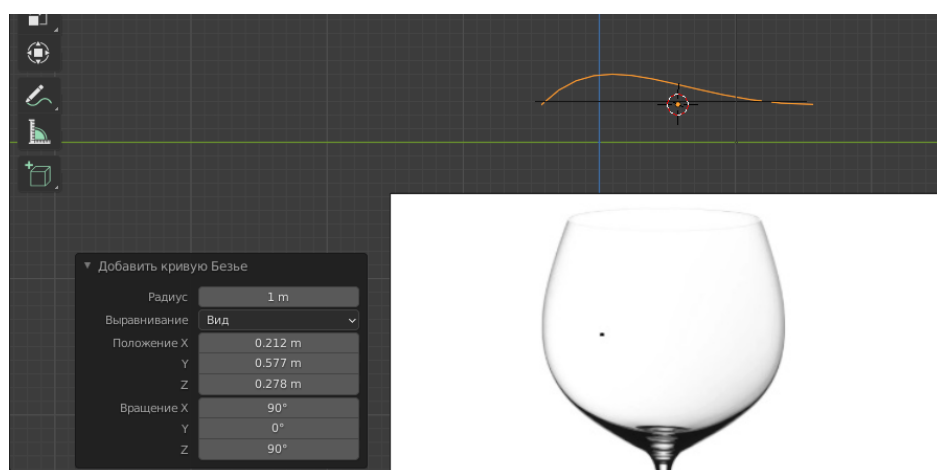 Добавить кривую Безье
Радиус 1 m
Выравнивание Вид
Положение X 0.212 m
Y 0.577 m
Z 0.278 m
Вращение X 90°
Y 0°
Z 90°